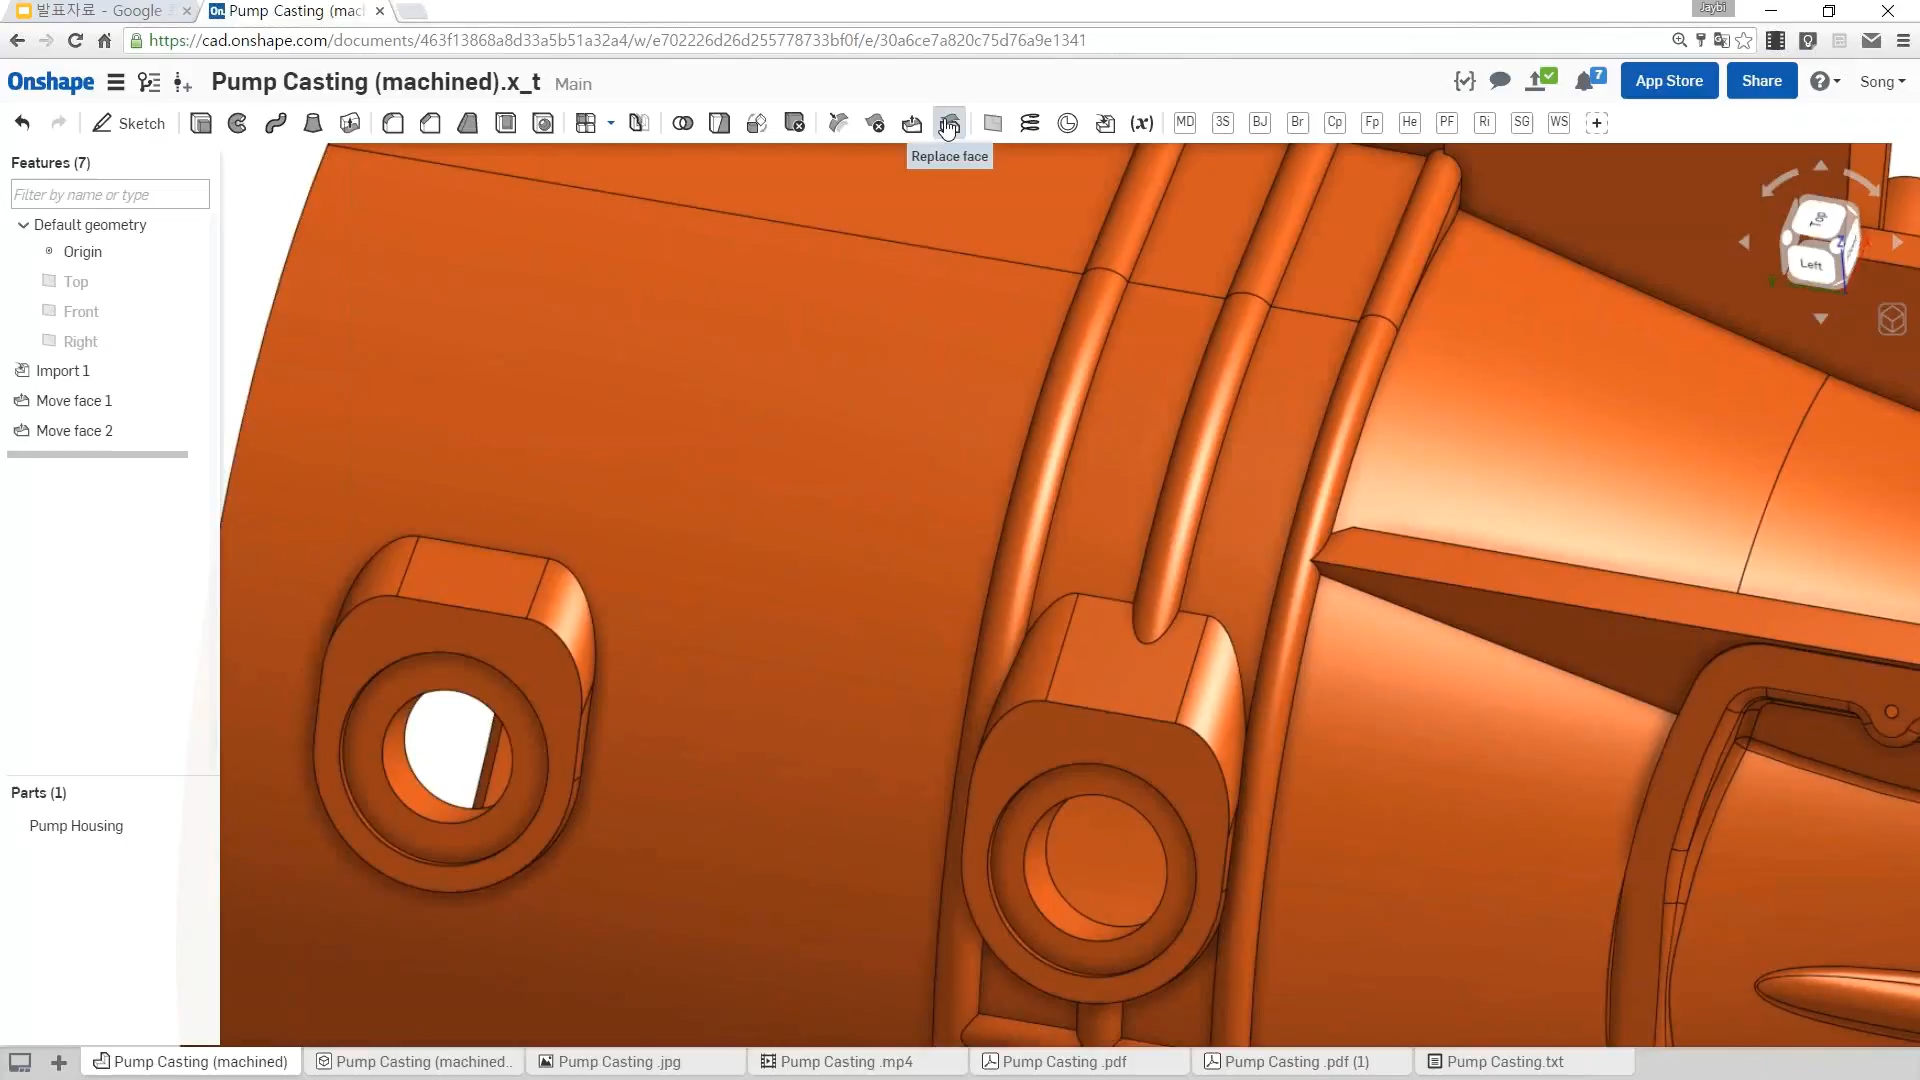 발표자료 - Google
Pump Casting (mac
Jaybi
https://cad.onshape.com/documents/463f13868a8d33a5b51a32a4/w/e702226d26d255778733bf0f/e/30a6ce7a820c75d76a9e1341
Onshape
Pump Casting (machined).x_t Main
7
App Store
Share
Song
Sketch
(x)
MD
3S
BJ
Br
Cp
Fp
He
PF
Ri
SG
WS
Replace face
Features (7)
Filter by name or type
Default geometry
Origin
Top
Front
Right
Import 1
Move face 1
Move face 2
Parts (1)
Pump Housing
Top
Left
Z
X
Pump Casting (machined)
Pump Casting (machined..
Pump Casting .jpg
Pump Casting .mp4
Pump Casting .pdf
Pump Casting .pdf (1)
Pump Casting.txt